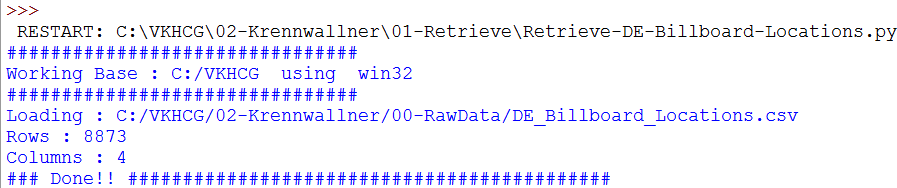 >>>
 RESTART: C:\VKHCG\02-Krennwallner\01-Retrieve\Retrieve-DE-Billboard-Locations.py
################################
Working Base : C:/VKHCG  using  win32
################################
Loading : C:/VKHCG/02-Krennwallner/00-RawData/DE_Billboard_Locations.csv
Rows : 8873
Columns : 4
### Done!! ############################################